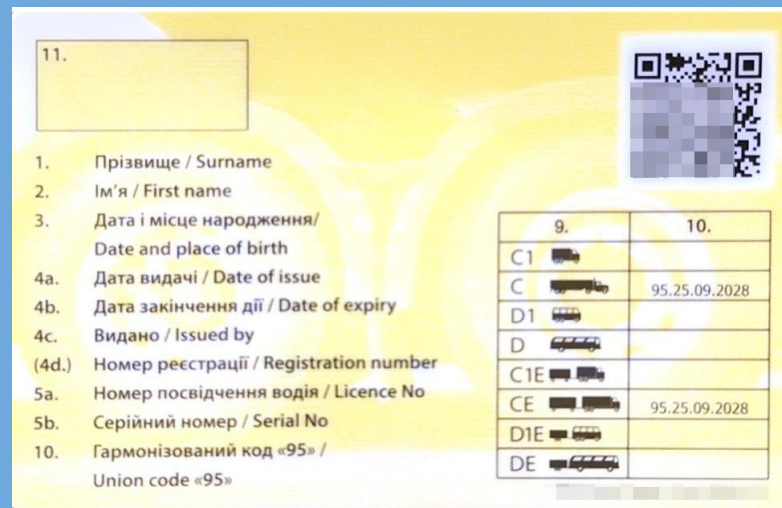 11.
1. Прізвище / Surname
2. Ім'я / First name
3. Дата і місце народження/
Date and place of birth
4a. Дата видачі / Date of issue
4b. Дата закінчення дії / Date of expiry
4c. Видано / Issued by
(4d.) Номер реєстрації / Registration number
5a. Номер посвідчення водія / Licence No
5b. Серійний номер / Serial No
10. Гармонізований код «95» /
Union code «95»
9. 10.
C1
C 95.25.09.2028
D1
D
C1E
CE 95.25.09.2028
D1E
DE